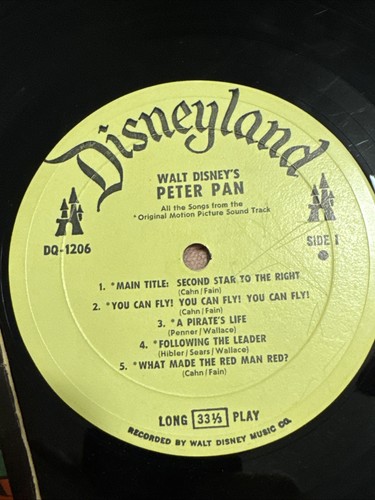 Disneyland
WALT DISNEY'S
PETER PAN
All the Songs from the
*Original Motion Picture Sound Track
DQ-1206
SIDE 1
1. *MAIN TITLE: SECOND STAR TO THE RIGHT
(Cahn/Fain)
2. *YOU CAN FLY! YOU CAN FLY! YOU CAN FLY!
(Cahn/Fain)
3. *A PIRATE'S LIFE
(Penner/Wallace)
4. *FOLLOWING THE LEADER
(Hibler/Sears/Wallace)
5. *WHAT MADE THE RED MAN RED?
(Cahn/Fain)
LONG 33⅓ PLAY
RECORDED BY WALT DISNEY MUSIC CO.